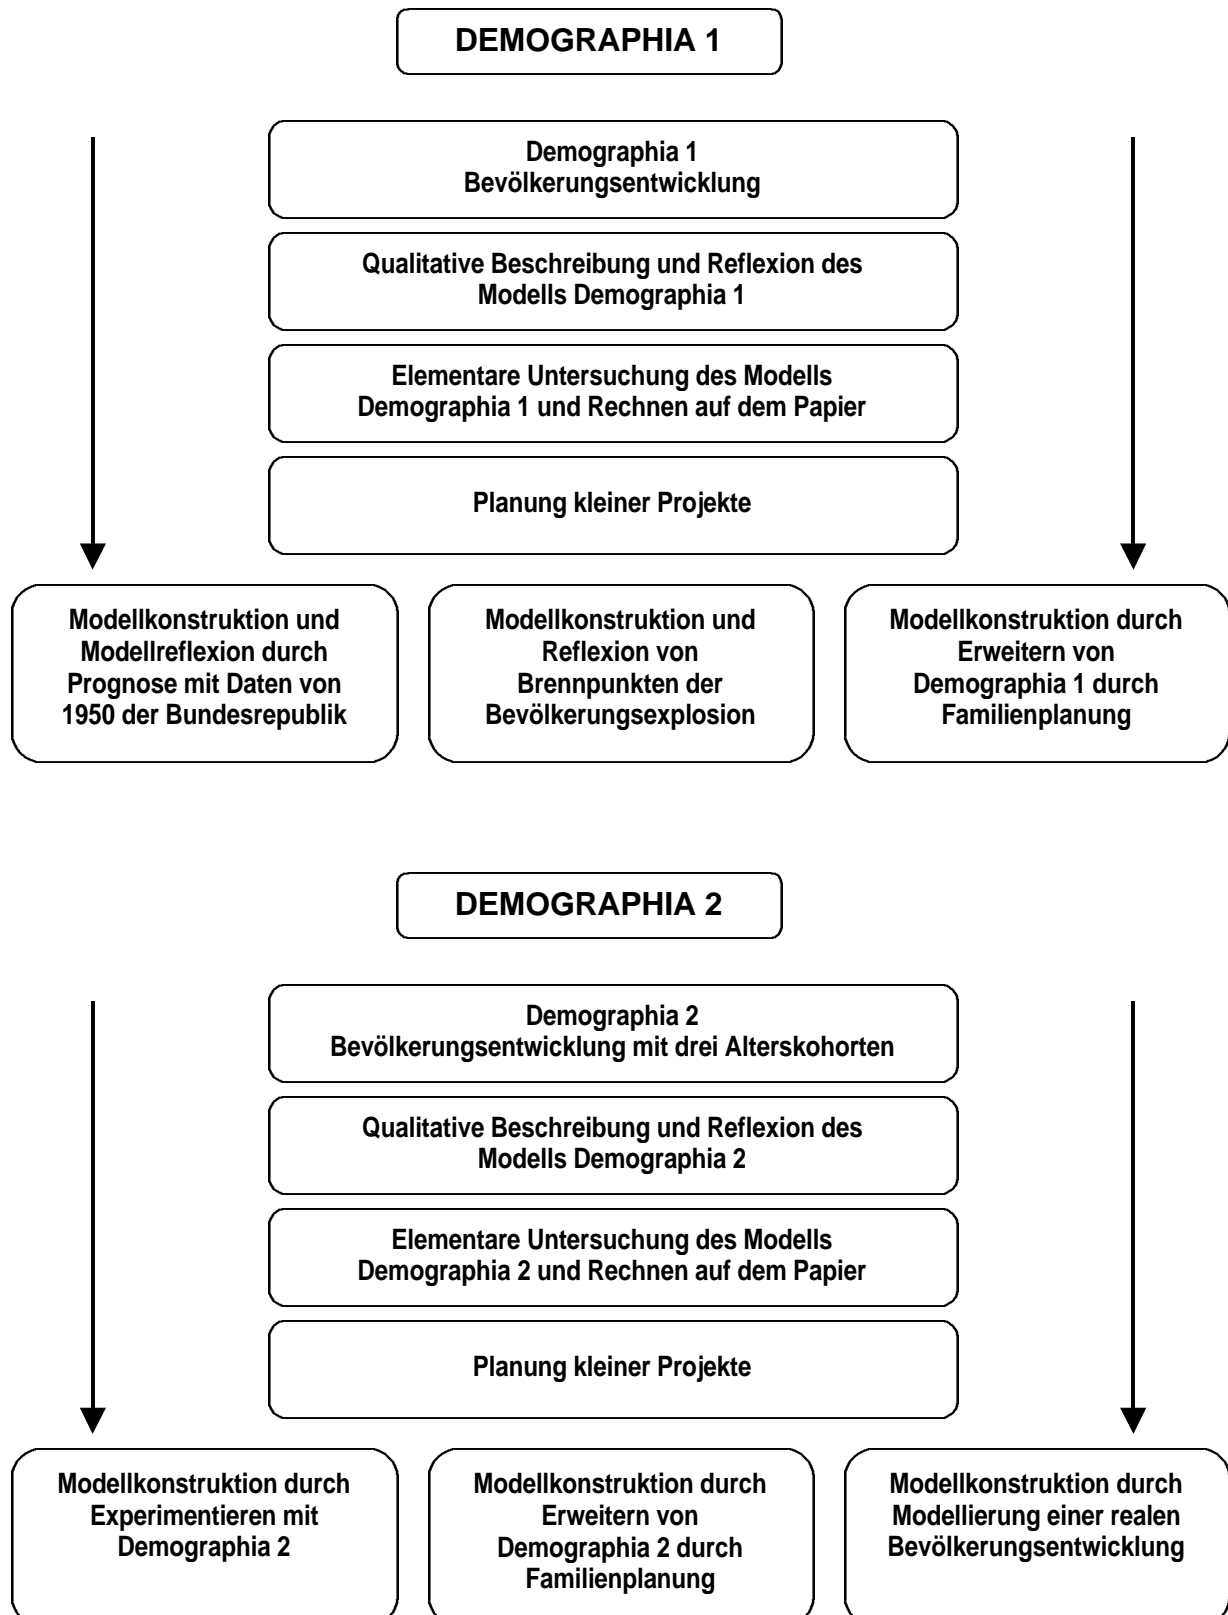 DEMOGRAPHIA 1
Demographia 1
Bevölkerungsentwicklung
Qualitative Beschreibung und Reflexion des
Modells Demographia 1
Elementare Untersuchung des Modells
Demographia 1 und Rechnen auf dem Papier
Planung kleiner Projekte
Modellkonstruktion und
Modellreflexion durch
Prognose mit Daten von
1950 der Bundesrepublik
Modellkonstruktion und
Reflexion von
Brennpunkten der
Bevölkerungsexplosion
Modellkonstruktion durch
Erweitern von
Demographia 1 durch
Familienplanung
DEMOGRAPHIA 2
Demographia 2
Bevölkerungsentwicklung mit drei Alterskohorten
Qualitative Beschreibung und Reflexion des
Modells Demographia 2
Elementare Untersuchung des Modells
Demographia 2 und Rechnen auf dem Papier
Planung kleiner Projekte
Modellkonstruktion durch
Experimentieren mit
Demographia 2
Modellkonstruktion durch
Erweitern von
Demographia 2 durch
Familienplanung
Modellkonstruktion durch
Modellierung einer realen
Bevölkerungsentwicklung